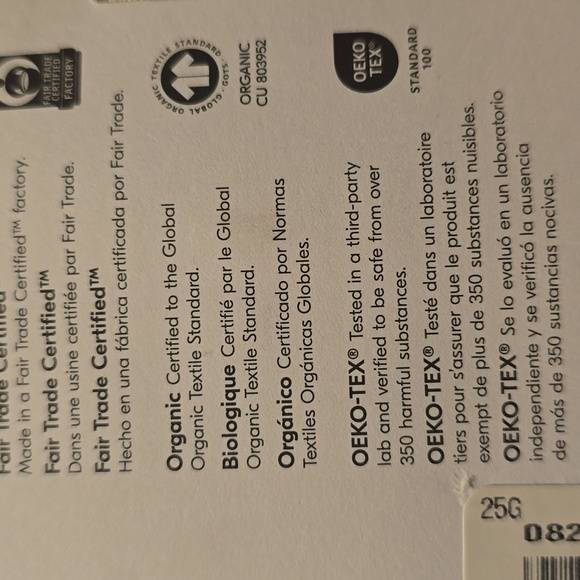 FAIR TRADE
CERTIFIED
FACTORY
Fair Trade Certified
Made in a Fair Trade Certified™ factory.
Fair Trade Certified™
Dans une usine certifiée par Fair Trade.
Fair Trade Certified™
Hecho en una fábrica certificada por Fair Trade.
GLOBAL ORGANIC TEXTILE STANDARD · GOTS ·
ORGANIC
CU 803952
Organic Certified to the Global
Organic Textile Standard.
Biologique Certifié par le Global
Organic Textile Standard.
Orgánico Certificado por Normas
Textiles Orgánicas Globales.
OEKO
TEX®
STANDARD
100
OEKO-TEX® Tested in a third-party
lab and verified to be safe from over
350 harmful substances.
OEKO-TEX® Testé dans un laboratoire
tiers pour s'assurer que le produit est
exempt de plus de 350 substances nuisibles.
OEKO-TEX® Se lo evaluó en un laboratorio
independiente y se verificó la ausencia
de más de 350 sustancias nocivas.
25G
082